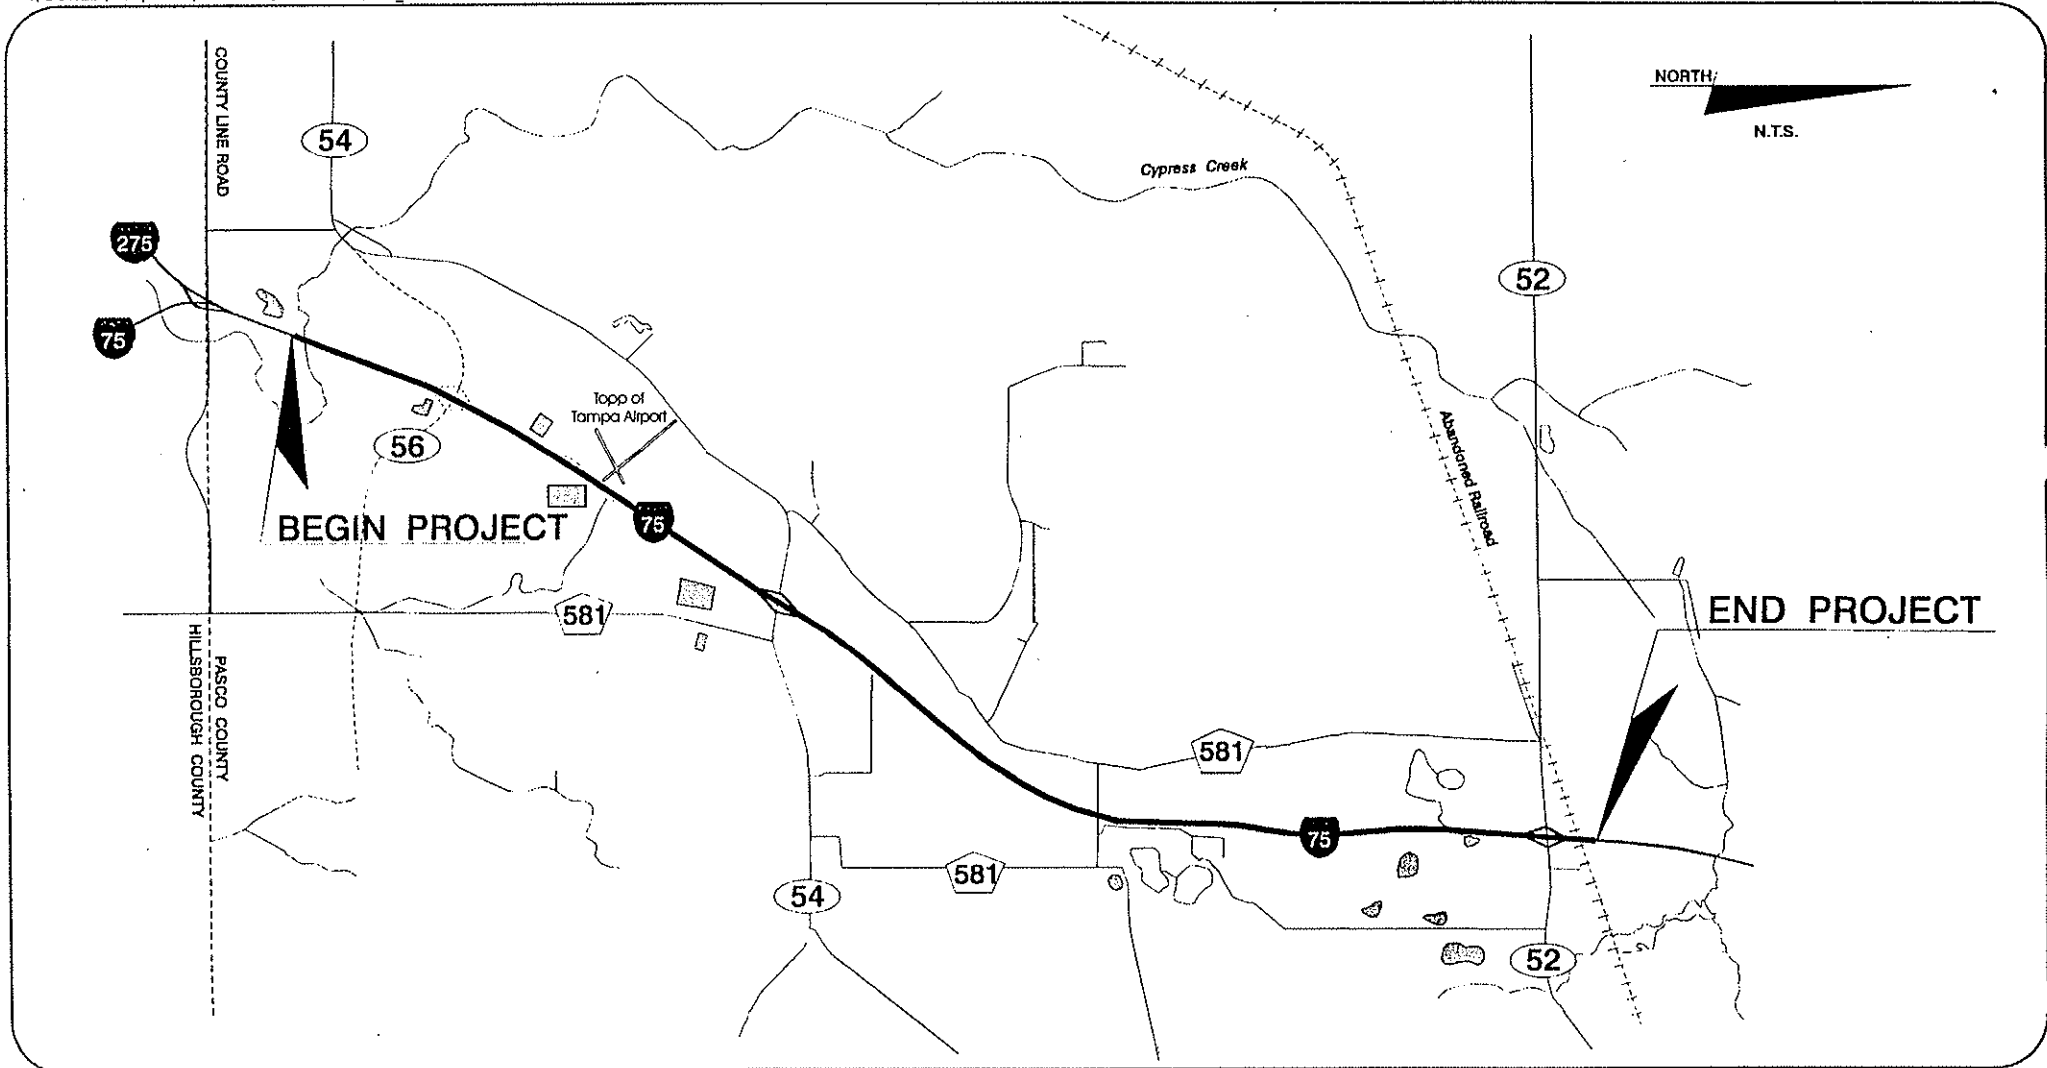 COUNTY LINE ROAD
54
NORTH
N.T.S.
Cypress Creek
275
75
52
Topp of
Tampa Airport
56
Abandoned Railroad
BEGIN PROJECT
75
581
END PROJECT
HILLSBOROUGH COUNTY
PASCO COUNTY
581
75
581
54
52